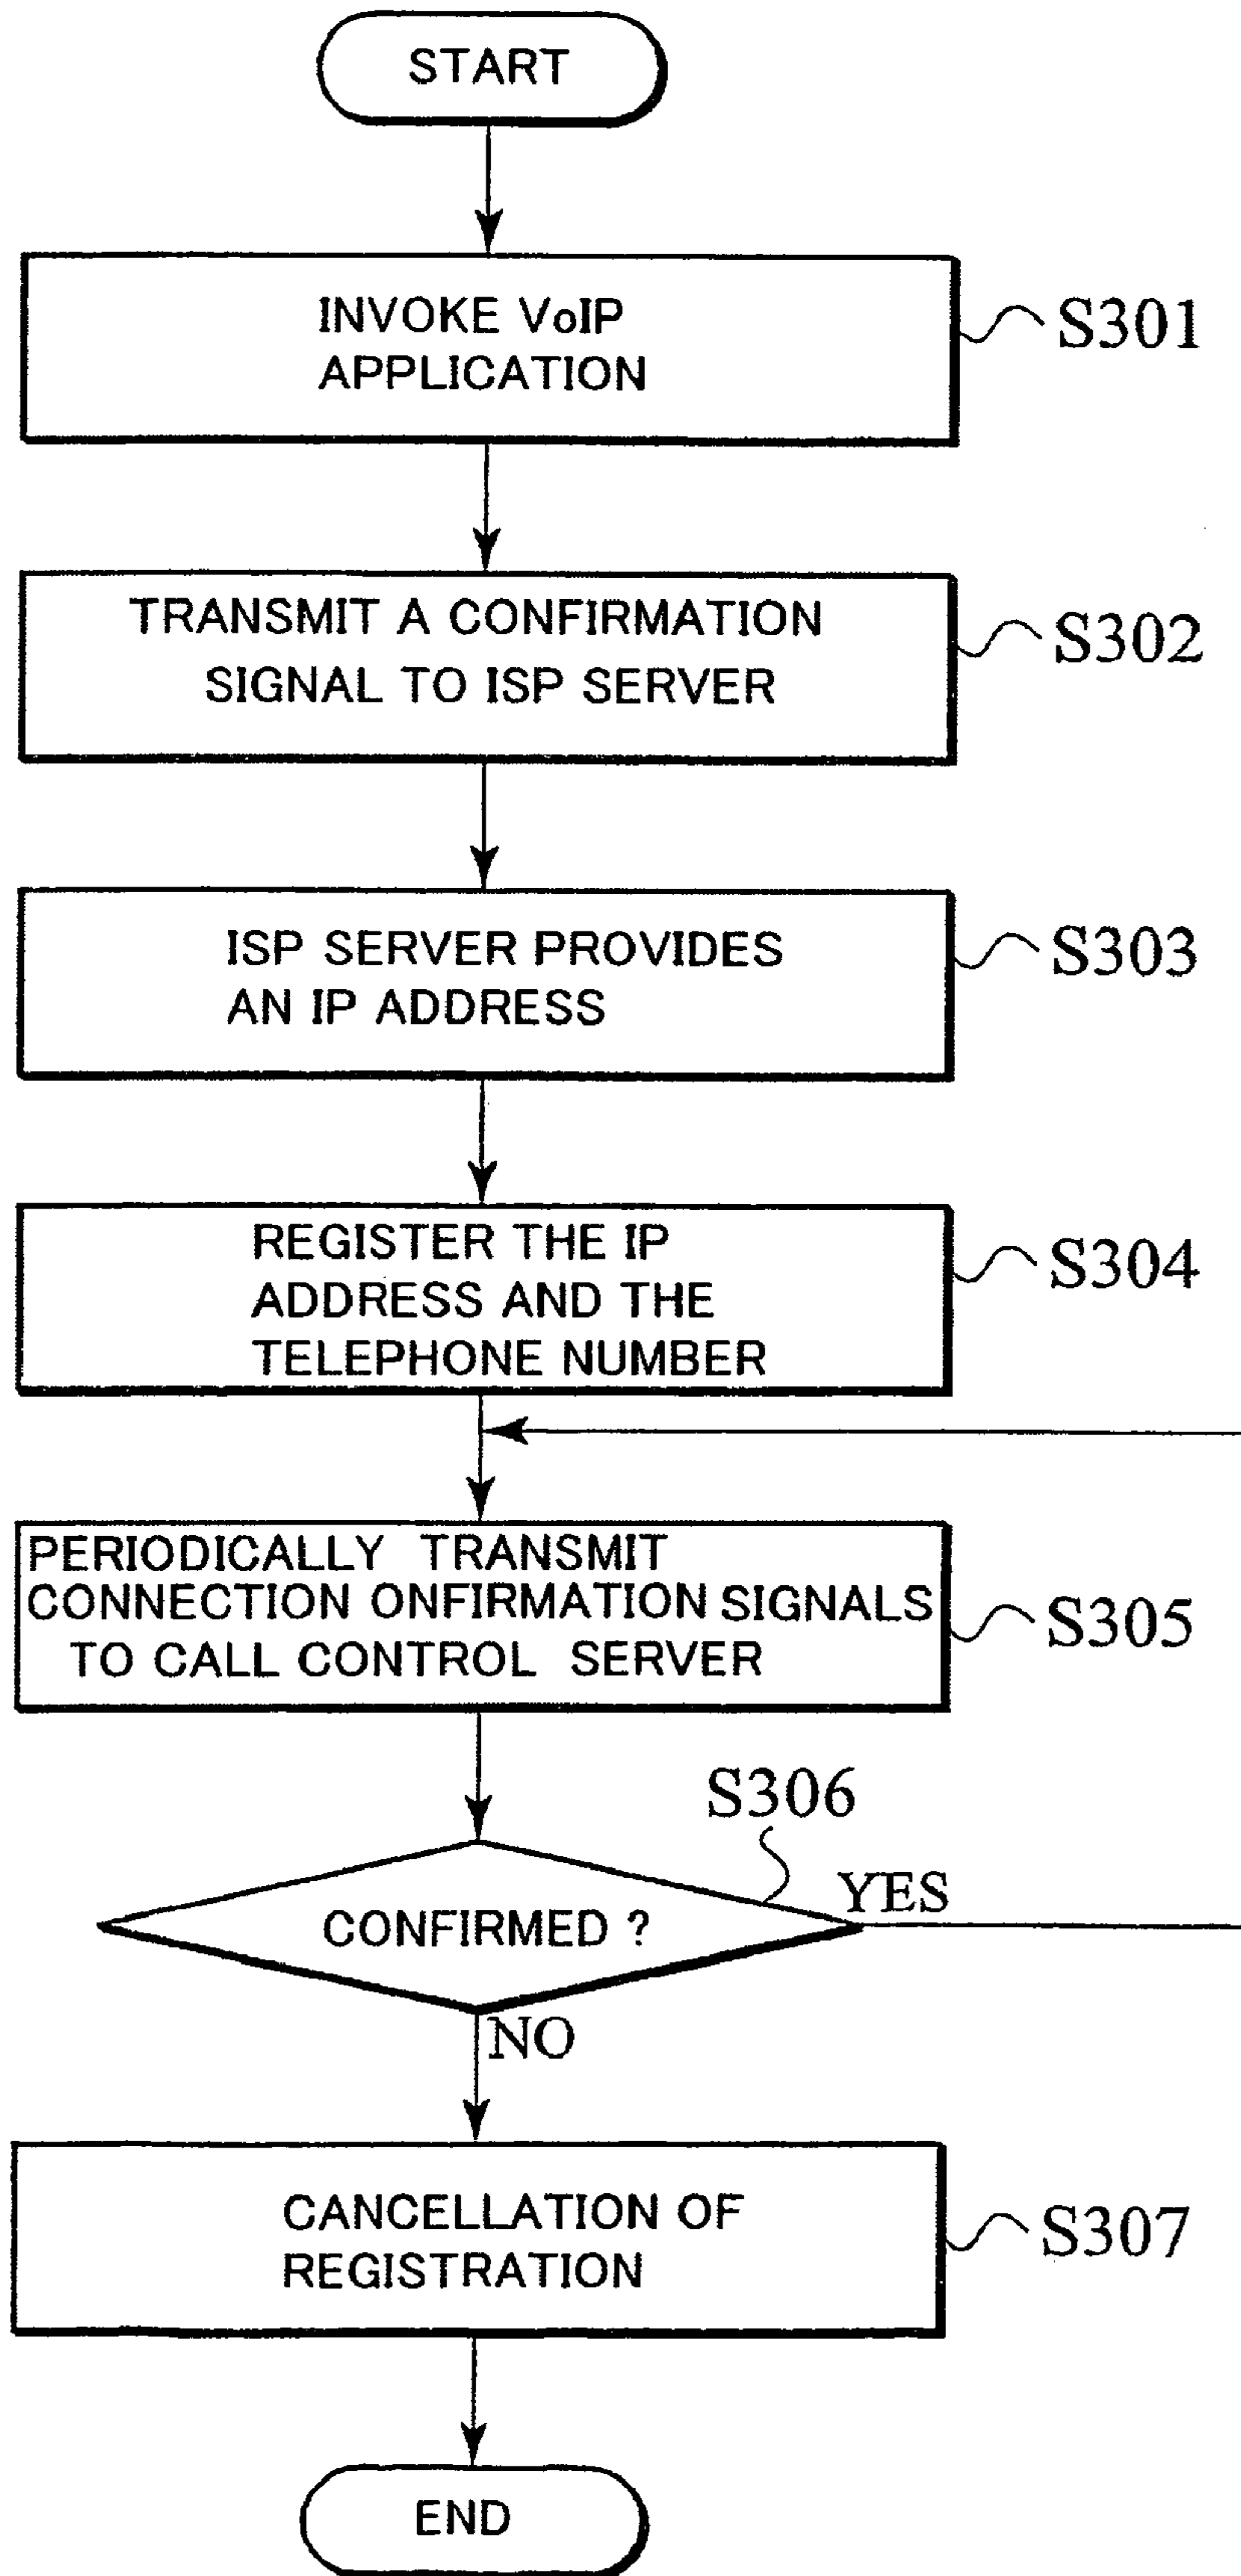 START
INVOKE VoIP
APPLICATION
S301
TRANSMIT A CONFIRMATION
SIGNAL TO ISP SERVER
S302
ISP SERVER PROVIDES
AN IP ADDRESS
S303
REGISTER THE IP
ADDRESS AND THE
TELEPHONE NUMBER
S304
PERIODICALLY TRANSMIT
CONNECTION ONFIRMATION SIGNALS
TO CALL CONTROL SERVER
S305
S306
CONFIRMED ?
YES
NO
CANCELLATION OF
REGISTRATION
S307
END